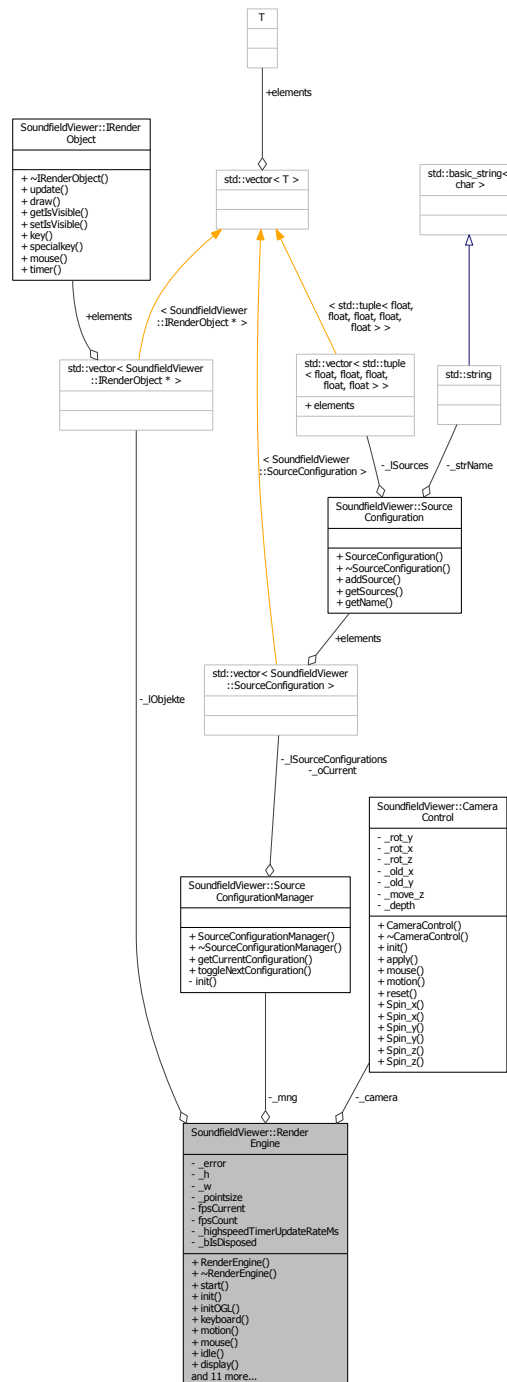 T
+elements
SoundfieldViewer::IRender
Object
+ ~IRenderObject()
+ update()
+ draw()
+ getIsVisible()
+ setIsVisible()
+ key()
+ specialkey()
+ mouse()
+ timer()
std::vector< T >
std::basic_string<
char >
+elements
< SoundfieldViewer
::IRenderObject * >
< std::tuple< float,
float, float, float,
float > >
std::vector< SoundfieldViewer
::IRenderObject * >
std::vector< std::tuple
< float, float, float,
float, float > >
+ elements
std::string
< SoundfieldViewer
::SourceConfiguration >
-_lSources
-_strName
SoundfieldViewer::Source
Configuration
+ SourceConfiguration()
+ ~SourceConfiguration()
+ addSource()
+ getSources()
+ getName()
+elements
std::vector< SoundfieldViewer
::SourceConfiguration >
-_lObjekte
-_lSourceConfigurations
-_oCurrent
SoundfieldViewer::Camera
Control
- _rot_y
- _rot_x
- _rot_z
- _old_x
- _old_y
- _move_z
- _depth
+ CameraControl()
+ ~CameraControl()
+ init()
+ apply()
+ mouse()
+ motion()
+ reset()
+ Spin_x()
+ Spin_x()
+ Spin_y()
+ Spin_y()
+ Spin_z()
+ Spin_z()
SoundfieldViewer::Source
ConfigurationManager
+ SourceConfigurationManager()
+ ~SourceConfigurationManager()
+ getCurrentConfiguration()
+ toggleNextConfiguration()
- init()
-_mng
-_camera
SoundfieldViewer::Render
Engine
- _error
- _h
- _w
- _pointsize
- fpsCurrent
- fpsCount
- _highspeedTimerUpdateRateMs
- _bIsDisposed
+ RenderEngine()
+ ~RenderEngine()
+ start()
+ init()
+ initOGL()
+ keyboard()
+ motion()
+ mouse()
+ idle()
+ display()
and 11 more...